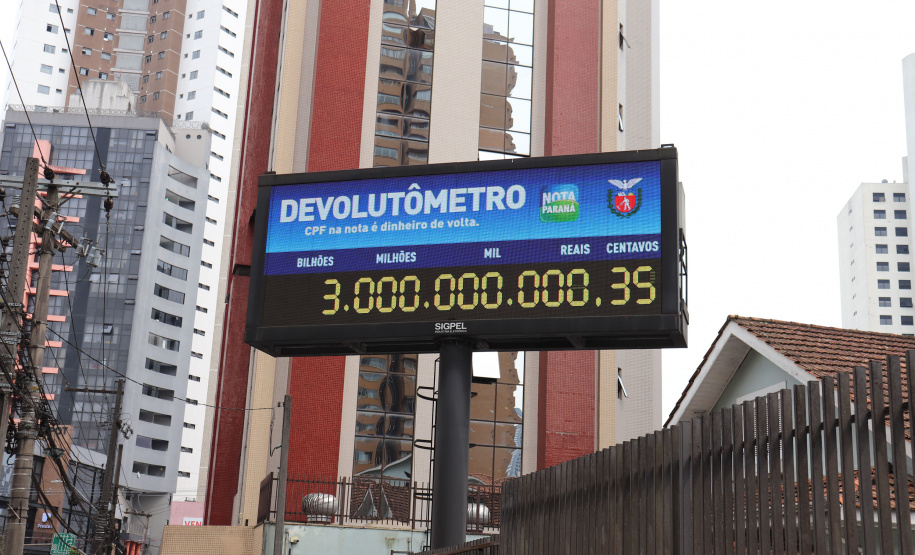 DEVOLUTÔMETRO
CPF na nota é dinheiro de volta.
NOTA
PARANÁ
BILHÕES MILHÕES MIL REAIS CENTAVOS
3.000.000.000,35
SIGPEL
VEN